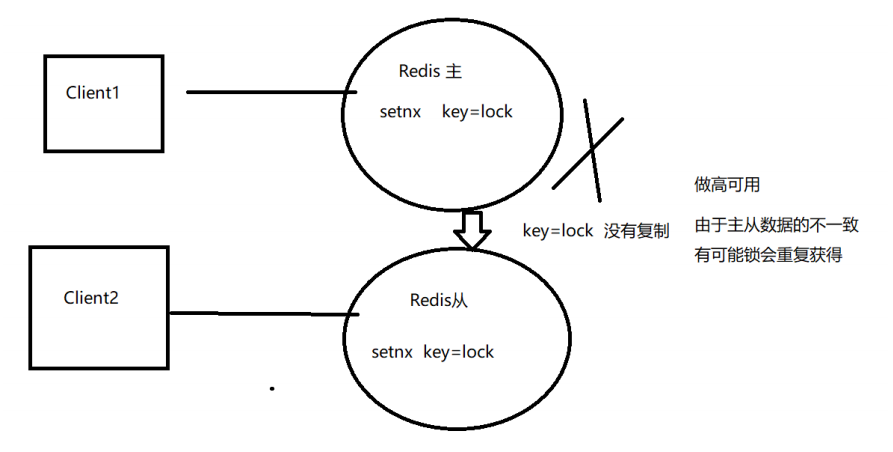 Client1
Redis 主
setnx key=lock
做高可用
key=lock 没有复制
由于主从数据的不一致
有可能锁会重复获得
Client2
Redis从
setnx key=lock